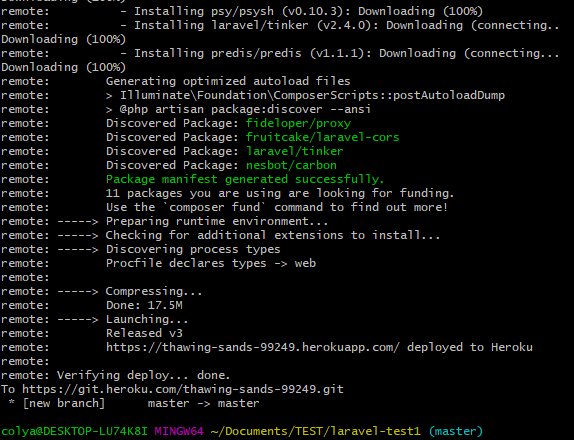 remote:         - Installing psy/psysh (v0.10.3): Downloading (100%)
remote:         - Installing laravel/tinker (v2.4.0): Downloading (connecting..
Downloading (100%)
remote:         - Installing predis/predis (v1.1.1): Downloading (connecting...
Downloading (100%)
remote:        Generating optimized autoload files
remote:        > Illuminate\Foundation\ComposerScripts::postAutoloadDump
remote:        > @php artisan package:discover --ansi
remote:        Discovered Package: fideloper/proxy
remote:        Discovered Package: fruitcake/laravel-cors
remote:        Discovered Package: laravel/tinker
remote:        Discovered Package: nesbot/carbon
remote:        Package manifest generated successfully.
remote:        11 packages you are using are looking for funding.
remote:        Use the `composer fund` command to find out more!
remote: -----> Preparing runtime environment...
remote: -----> Checking for additional extensions to install...
remote: -----> Discovering process types
remote:        Procfile declares types -> web
remote:
remote: -----> Compressing...
remote:        Done: 17.5M
remote: -----> Launching...
remote:        Released v3
remote:        https://thawing-sands-99249.herokuapp.com/ deployed to Heroku
remote:
remote: Verifying deploy... done.
To https://git.heroku.com/thawing-sands-99249.git
 * [new branch]      master -> master
colya@DESKTOP-LU74K8I MINGW64 ~/Documents/TEST/laravel-test1 (master)